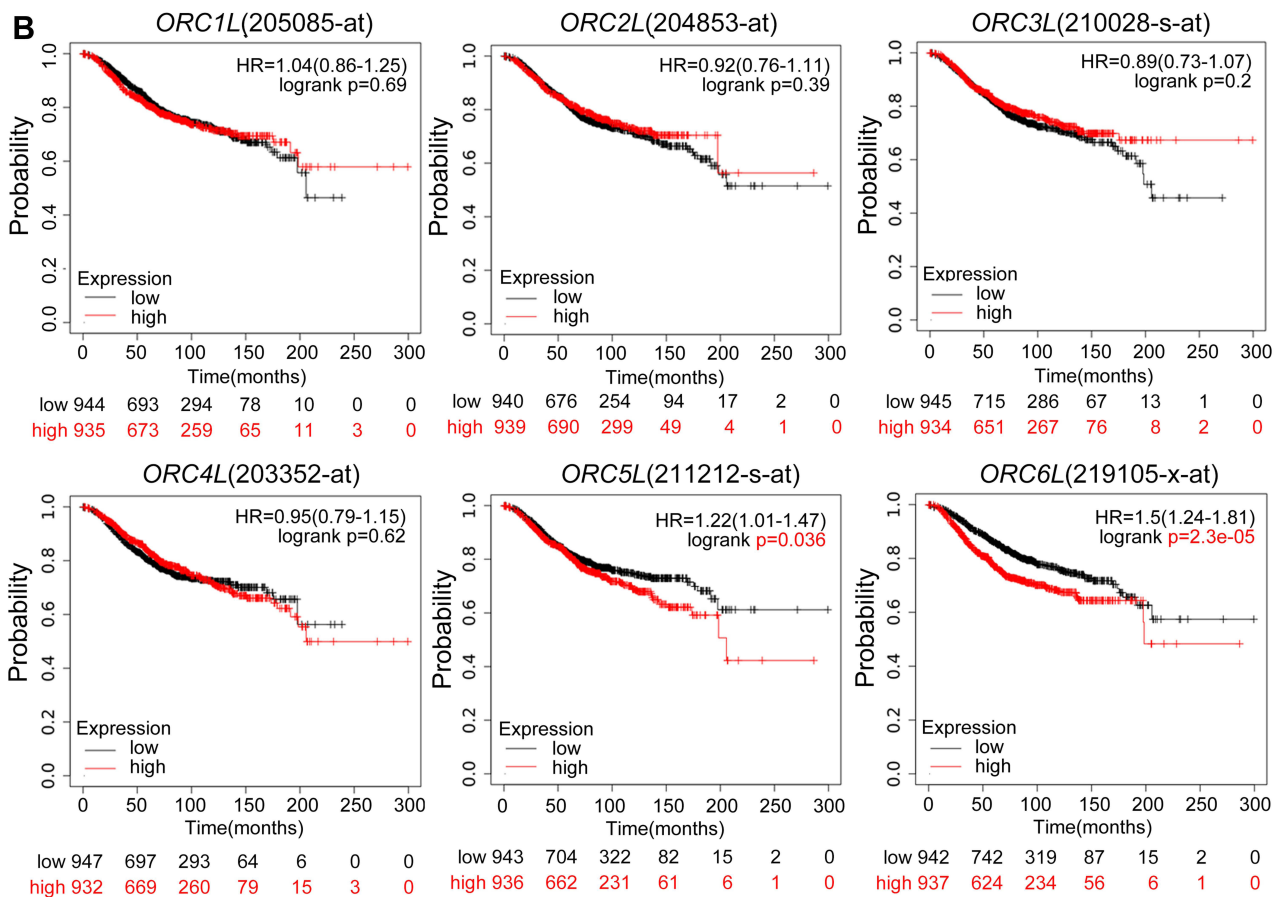 B
ORC1L(205085-at)
HR=1.04(0.86-1.25)
logrank p=0.69
Probability
1.0
0.8
0.6
0.4
0.2
0.0
Expression
low
high
0 50 100 150 200 250 300
Time(months)
low 944 693 294 78 10 0 0
high 935 673 259 65 11 3 0
ORC2L(204853-at)
HR=0.92(0.76-1.11)
logrank p=0.39
Probability
1.0
0.8
0.6
0.4
0.2
0.0
Expression
low
high
0 50 100 150 200 250 300
Time(months)
low 940 676 254 94 17 2 0
high 939 690 299 49 4 1 0
ORC3L(210028-s-at)
HR=0.89(0.73-1.07)
logrank p=0.2
Probability
1.0
0.8
0.6
0.4
0.2
0.0
Expression
low
high
0 50 100 150 200 250 300
Time(months)
low 945 715 286 67 13 1 0
high 934 651 267 76 8 2 0
ORC4L(203352-at)
HR=0.95(0.79-1.15)
logrank p=0.62
Probability
1.0
0.8
0.6
0.4
0.2
0.0
Expression
low
high
0 50 100 150 200 250 300
Time(months)
low 947 697 293 64 6 0 0
high 932 669 260 79 15 3 0
ORC5L(211212-s-at)
HR=1.22(1.01-1.47)
logrank p=0.036
Probability
1.0
0.8
0.6
0.4
0.2
0.0
Expression
low
high
0 50 100 150 200 250 300
Time(months)
low 943 704 322 82 15 2 0
high 936 662 231 61 6 1 0
ORC6L(219105-x-at)
HR=1.5(1.24-1.81)
logrank p=2.3e-05
Probability
1.0
0.8
0.6
0.4
0.2
0.0
Expression
low
high
0 50 100 150 200 250 300
Time(months)
low 942 742 319 87 15 2 0
high 937 624 234 56 6 1 0